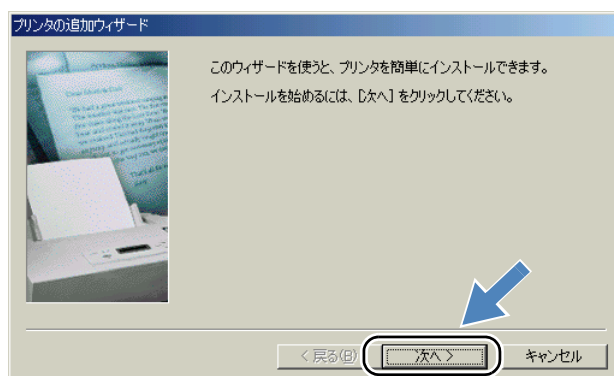 プリンタの追加ウィザード
このウィザードを使うと、プリンタを簡単にインストールできます。
インストールを始めるには、[次へ] をクリックしてください。
< 戻る(B)
次へ >
キャンセル